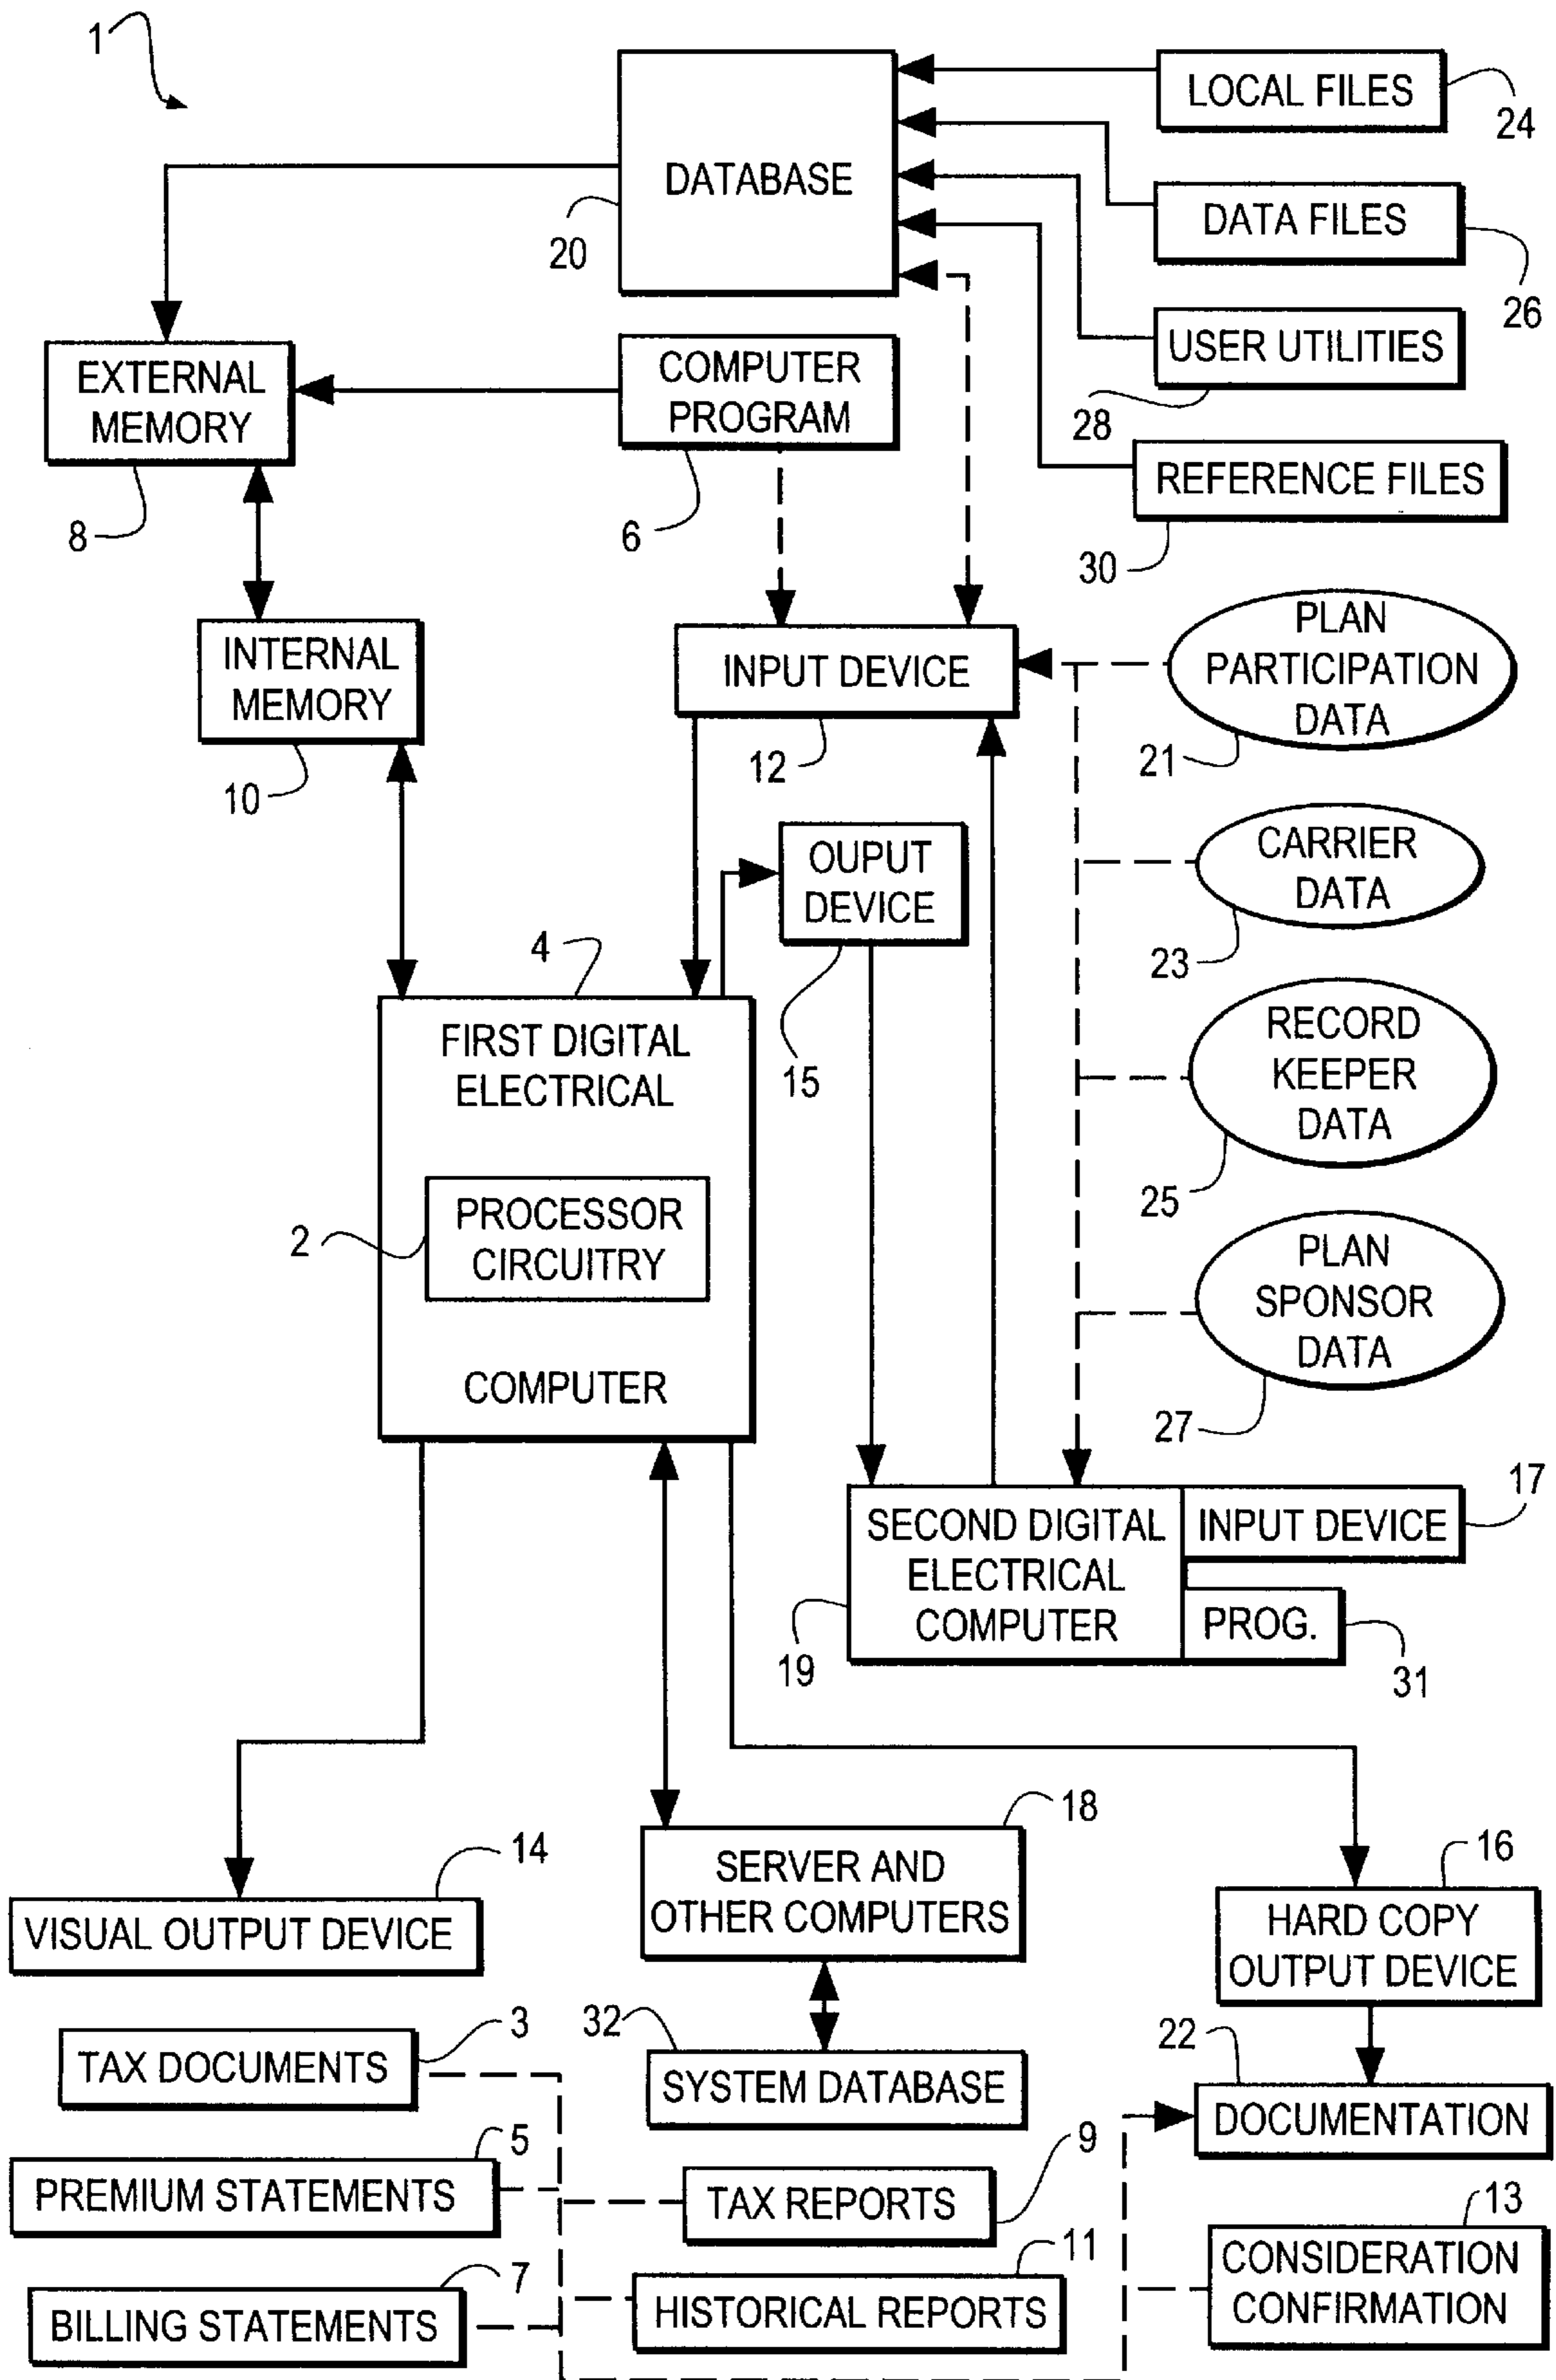 1
DATABASE
20
LOCAL FILES
24
DATA FILES
26
USER UTILITIES
28
REFERENCE FILES
30
EXTERNAL
MEMORY
8
COMPUTER
PROGRAM
6
INTERNAL
MEMORY
10
INPUT DEVICE
12
PLAN
PARTICIPATION
DATA
21
OUPUT
DEVICE
15
CARRIER
DATA
23
4
FIRST DIGITAL
ELECTRICAL
2
PROCESSOR
CIRCUITRY
COMPUTER
RECORD
KEEPER
DATA
25
PLAN
SPONSOR
DATA
27
SECOND DIGITAL
ELECTRICAL
COMPUTER
19
INPUT DEVICE
17
PROG.
31
14
VISUAL OUTPUT DEVICE
18
SERVER AND
OTHER COMPUTERS
16
HARD COPY
OUTPUT DEVICE
3
TAX DOCUMENTS
32
SYSTEM DATABASE
22
DOCUMENTATION
5
PREMIUM STATEMENTS
9
TAX REPORTS
13
CONSIDERATION
CONFIRMATION
7
BILLING STATEMENTS
11
HISTORICAL REPORTS